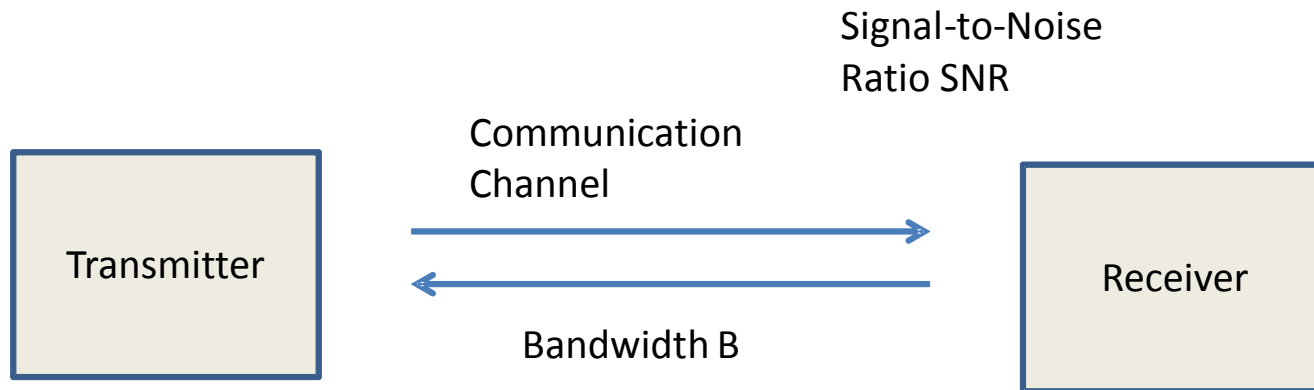 Signal-to-Noise
Ratio SNR
Communication
Channel
Transmitter
Receiver
Bandwidth B